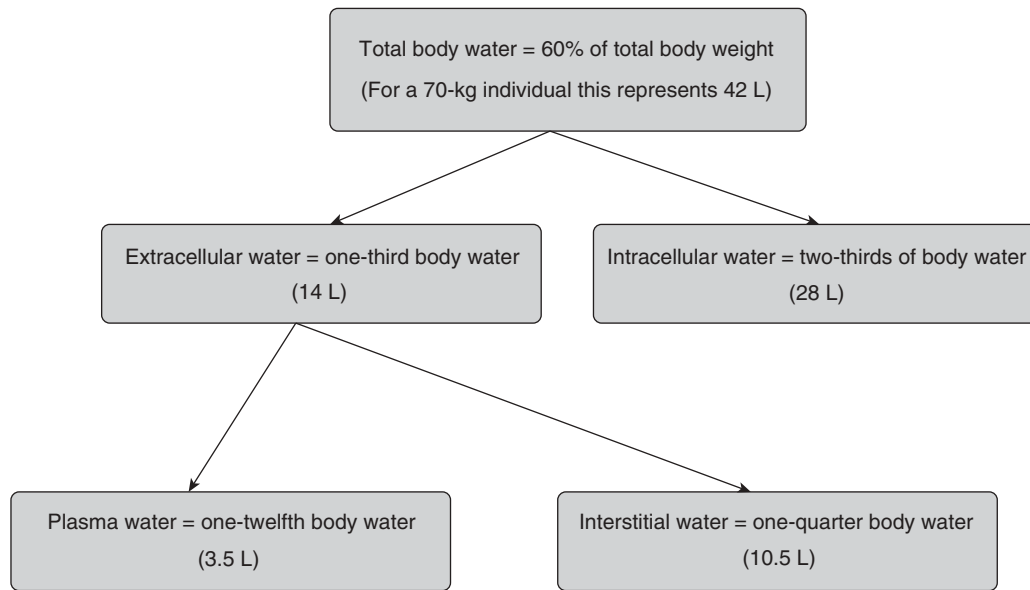 Total body water = 60% of total body weight
(For a 70-kg individual this represents 42 L)
Extracellular water = one-third body water
(14 L)
Intracellular water = two-thirds of body water
(28 L)
Plasma water = one-twelfth body water
(3.5 L)
Interstitial water = one-quarter body water
(10.5 L)